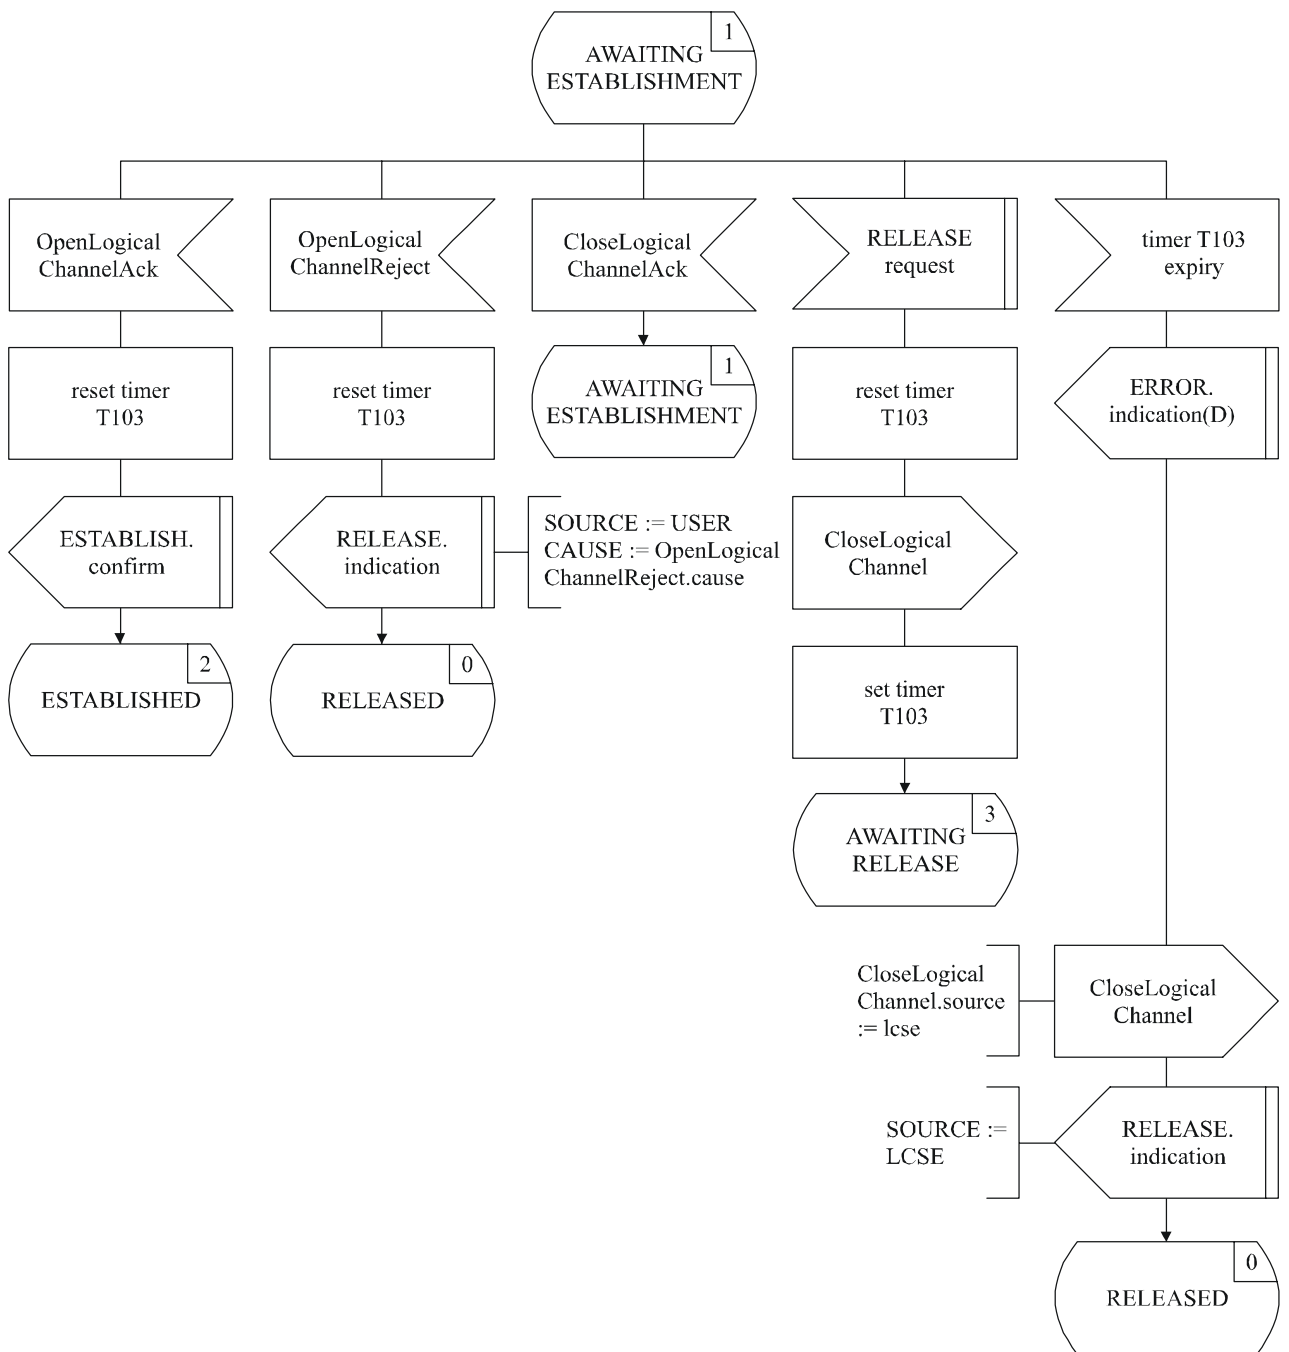 1
AWAITING
ESTABLISHMENT
OpenLogical
ChannelAck
OpenLogical
ChannelReject
CloseLogical
ChannelAck
RELEASE
request
timer T103
expiry
reset timer
T103
reset timer
T103
1
AWAITING
ESTABLISHMENT
reset timer
T103
ERROR.
indication(D)
ESTABLISH.
confirm
RELEASE.
indication
SOURCE := USER
CAUSE := OpenLogical
ChannelReject.cause
CloseLogical
Channel
2
ESTABLISHED
0
RELEASED
set timer
T103
3
AWAITING
RELEASE
CloseLogical
Channel.source
:= lcse
CloseLogical
Channel
SOURCE :=
LCSE
RELEASE.
indication
0
RELEASED